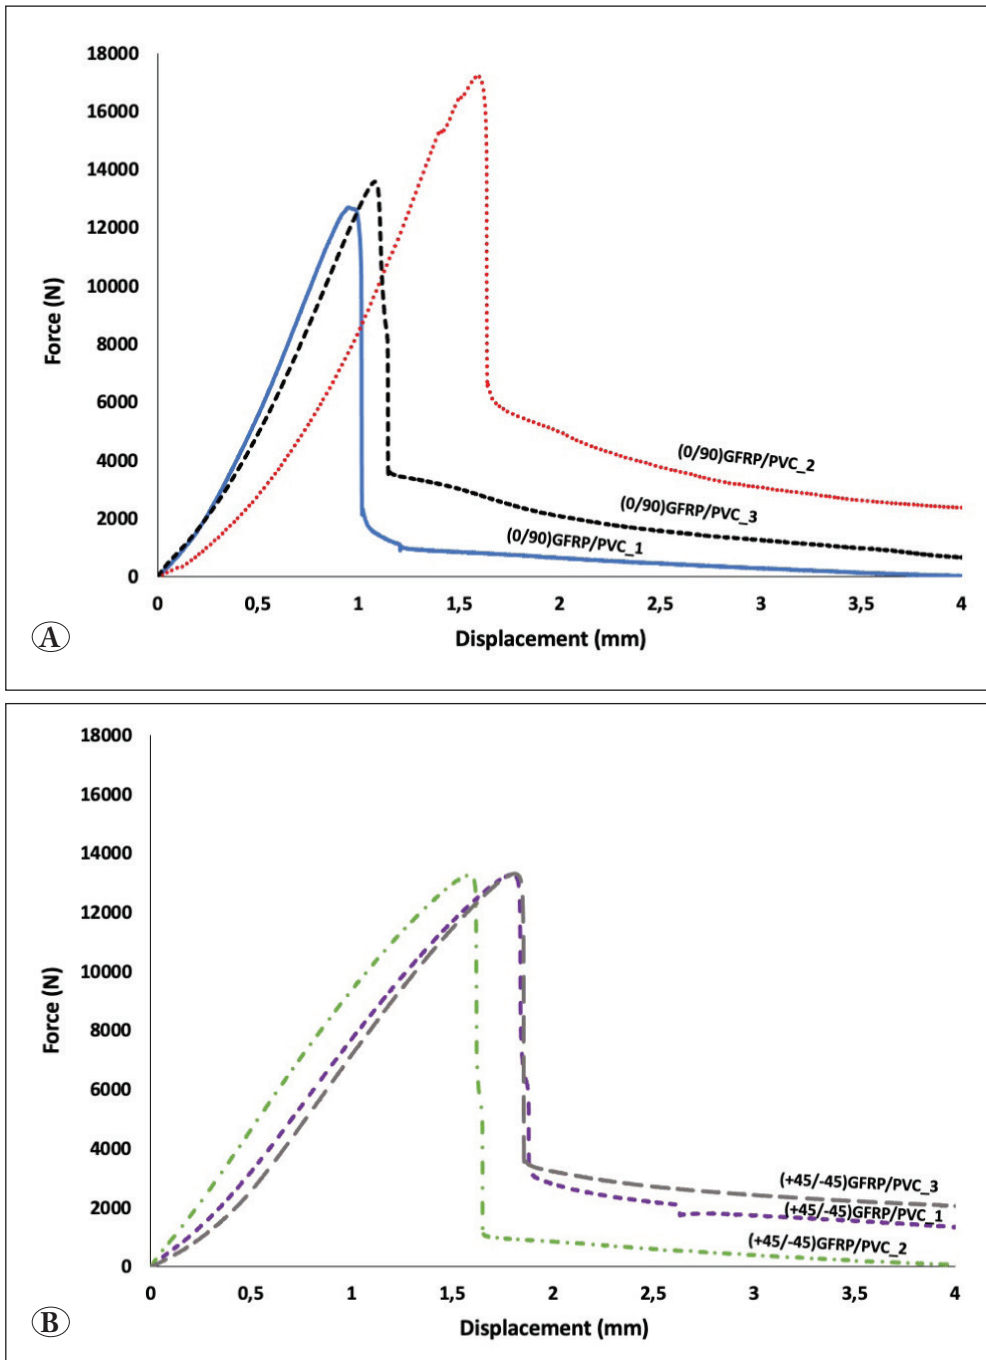 18000
16000
14000
12000
10000
8000
6000
4000
2000
0
Force (N)
(0/90)GFRP/PVC_2
(0/90)GFRP/PVC_3
(0/90)GFRP/PVC_1
0 0,5 1 1,5 2 2,5 3 3,5 4
Displacement (mm)
A
18000
16000
14000
12000
10000
8000
6000
4000
2000
0
Force (N)
(+45/-45)GFRP/PVC_3
(+45/-45)GFRP/PVC_1
(+45/-45)GFRP/PVC_2
0 0,5 1 1,5 2 2,5 3 3,5 4
Displacement (mm)
B